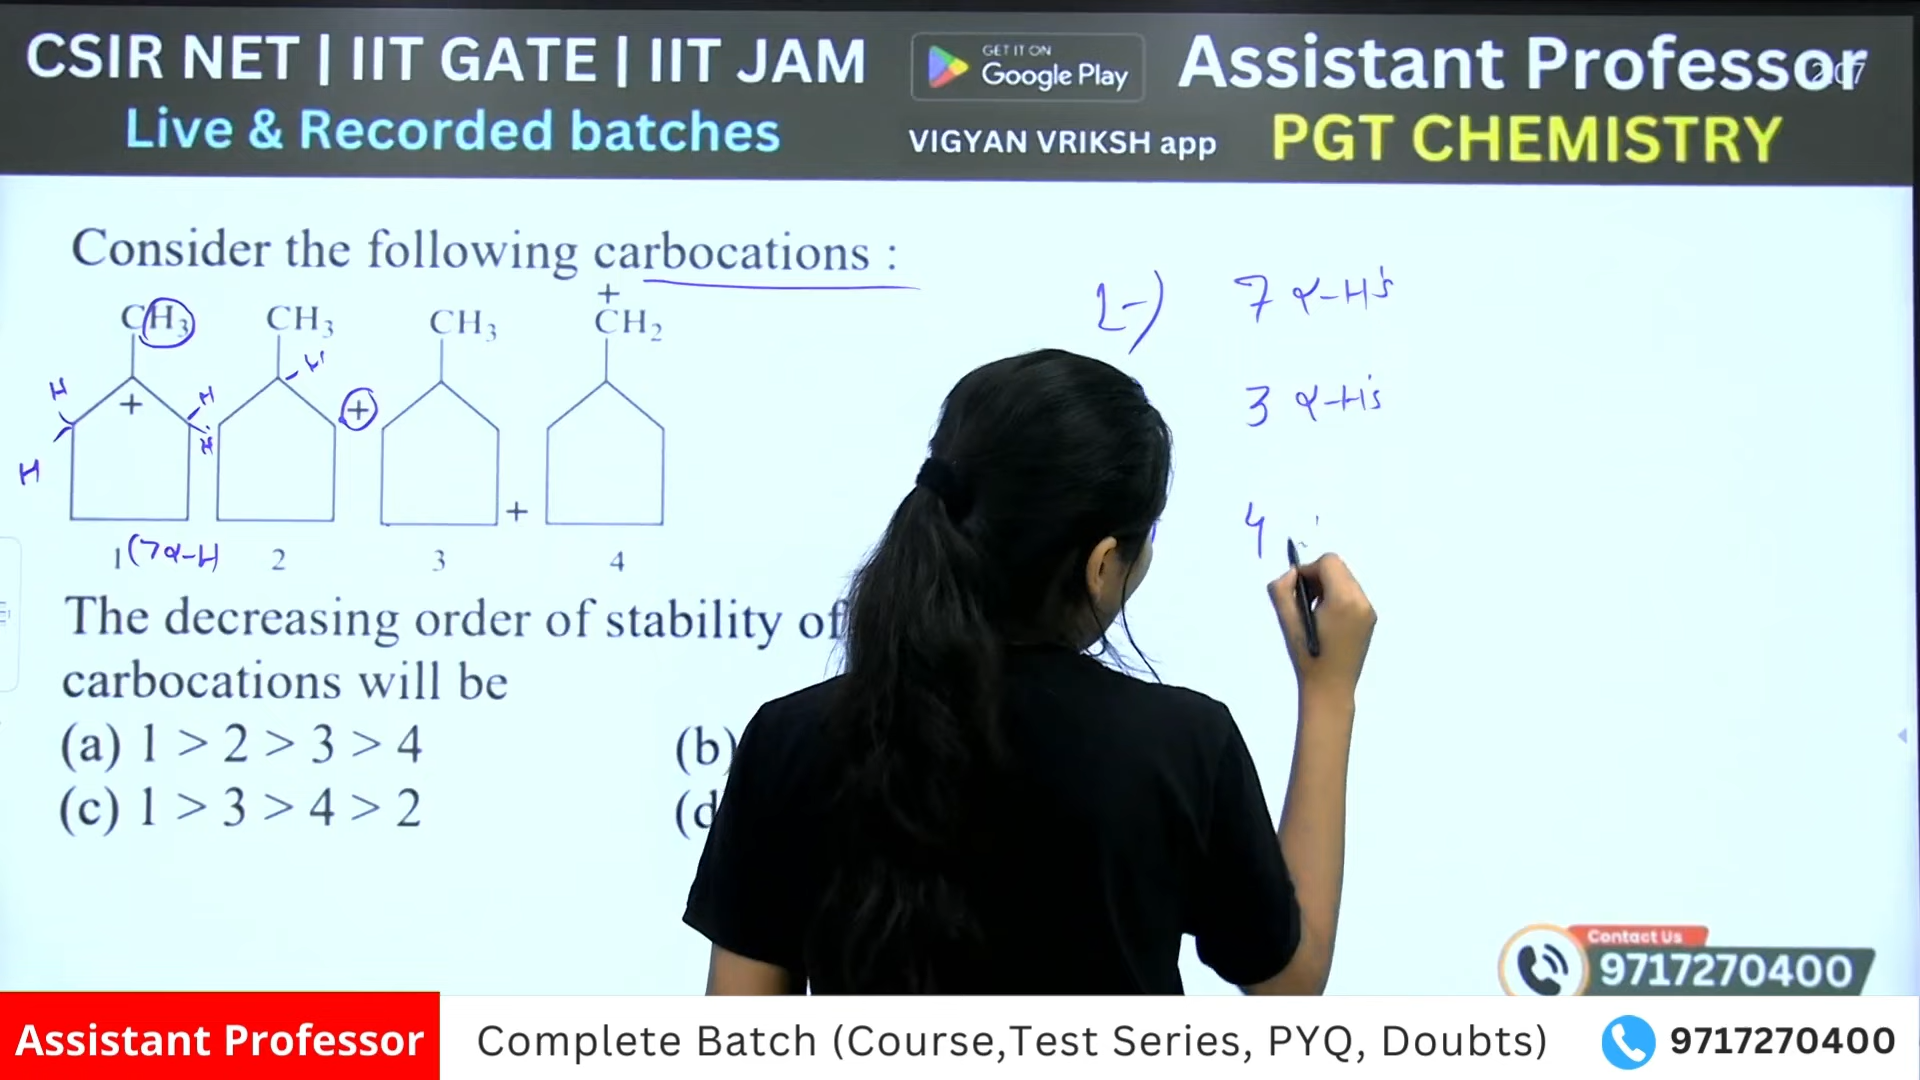 CSIR NET | IIT GATE | IIT JAM
Live & Recorded batches
GET IT ON
Google Play
VIGYAN VRIKSH app
Assistant Professor
PGT CHEMISTRY
Consider the following carbocations :
CH3
CH3
CH3
+
CH2
+
+
+
H
H
H
H
H
1 (7α-H)
2
3
4
7 α-H's
3 α-H's
4
The decreasing order of stability of
carbocations will be
(a) 1 > 2 > 3 > 4
(b)
(c) 1 > 3 > 4 > 2
(d
Contact Us
9717270400
Assistant Professor
Complete Batch (Course,Test Series, PYQ, Doubts)
9717270400